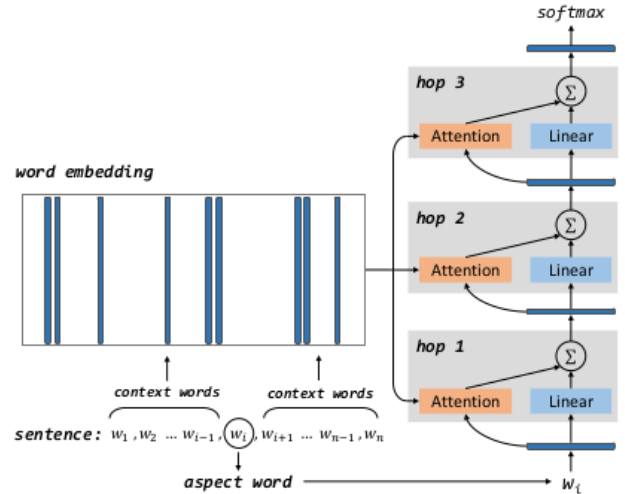 softmax
hop 3
Σ
Attention
Linear
word embedding
hop 2
Σ
Attention
Linear
hop 1
Σ
context words
context words
Attention
Linear
sentence: w₁ ,w₂ … wᵢ₋₁, wᵢ, wᵢ₊₁ … wₙ₋₁, wₙ
aspect word
wᵢ